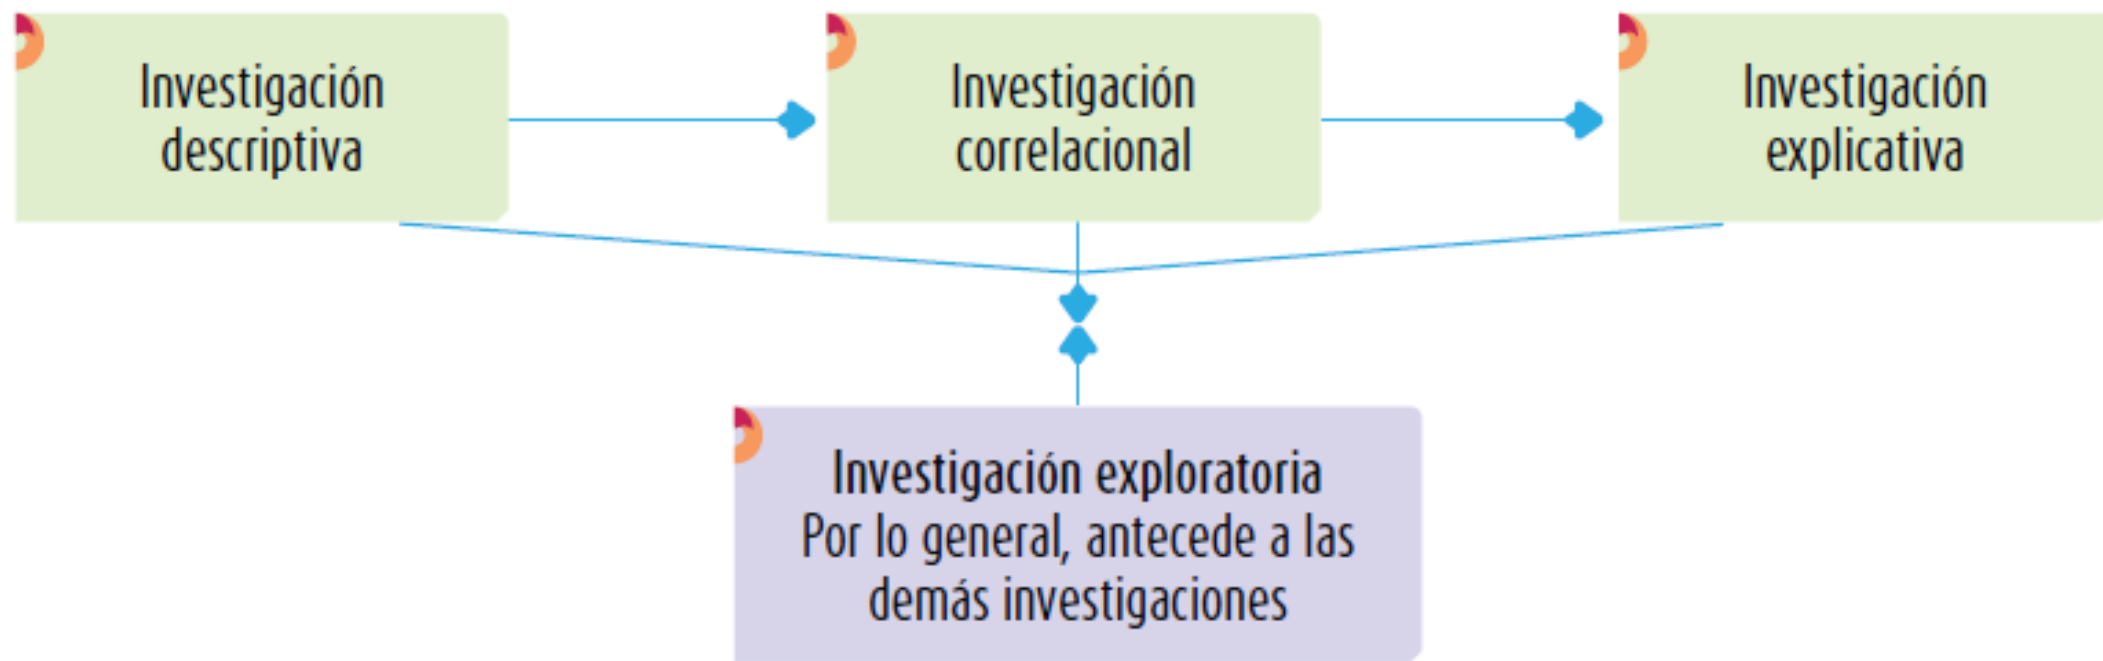 Investigación
descriptiva
Investigación
correlacional
Investigación
explicativa
Investigación exploratoria
Por lo general, antecede a las
demás investigaciones